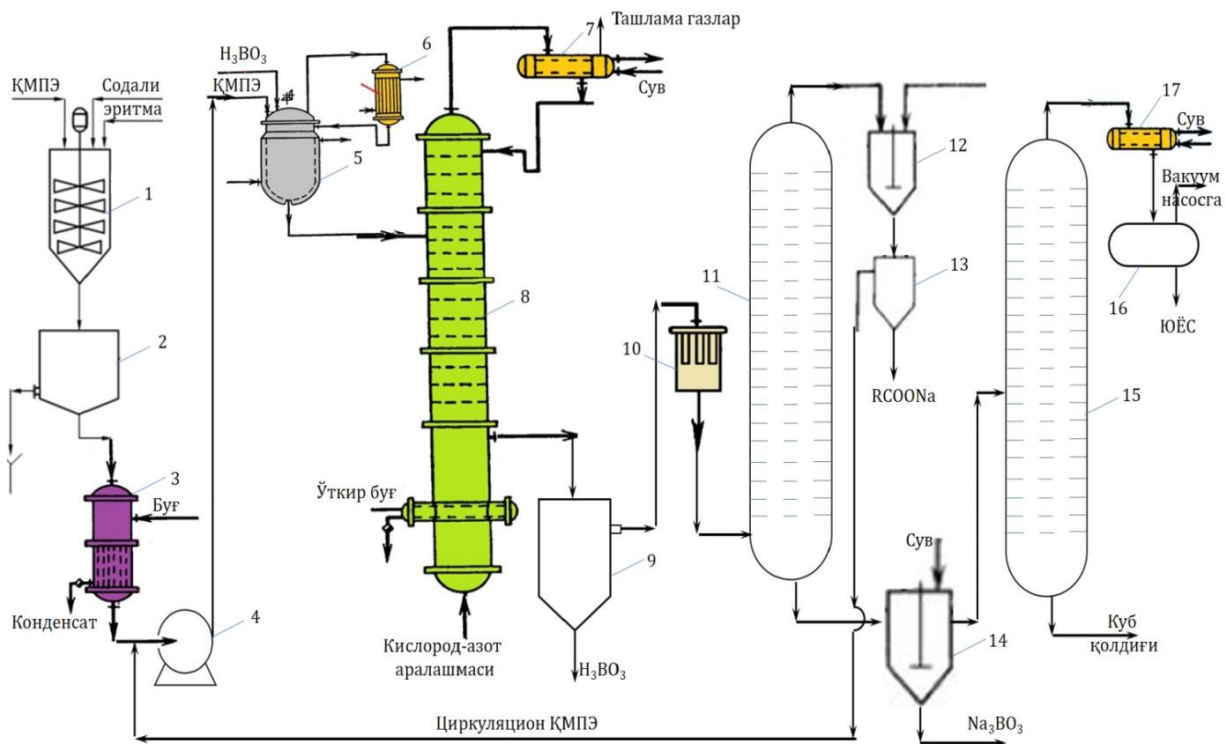 ҚМПЭ
Содали
эритма
1
2
3
Буғ
Конденсат
4
H₃BO₃
ҚМПЭ
5
6
7
Ташлама газлар
Сув
8
Ўткир буғ
Кислород-азот
аралашмаси
9
H₃BO₃
10
11
12
13
RCOONa
Сув
14
Na₃BO₃
15
Куб
қолдиғи
16
ЮЁС
17
Сув
Вакуум
насосга
Циркуляцион ҚМПЭ